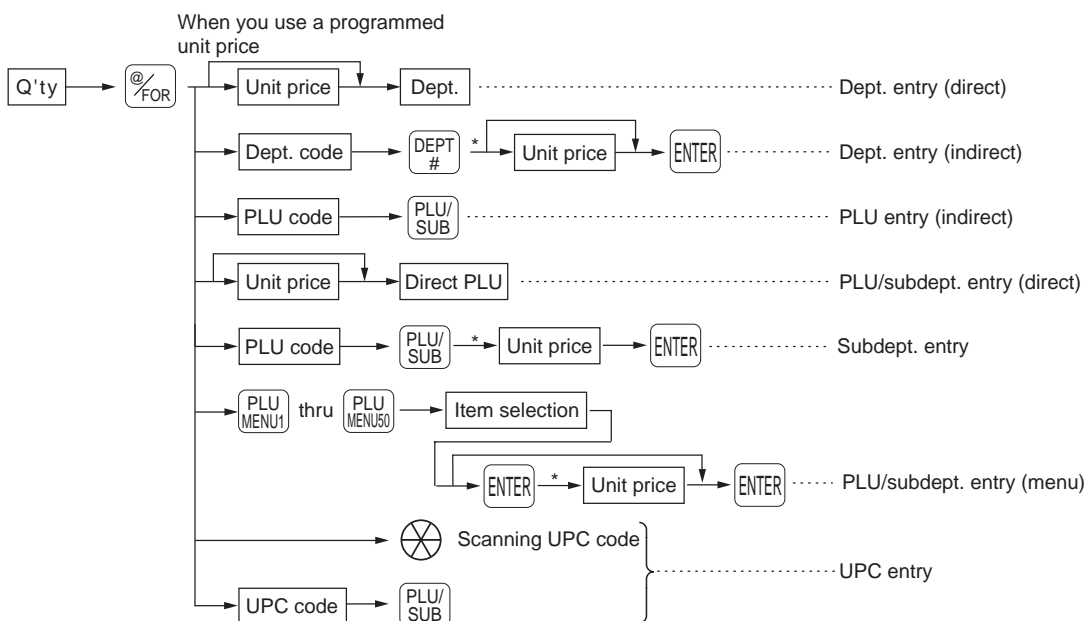 When you use a programmed
unit price
Q'ty @/FOR Unit price Dept. Dept. entry (direct)
Dept. code DEPT # * Unit price ENTER Dept. entry (indirect)
PLU code PLU/SUB PLU entry (indirect)
Unit price Direct PLU PLU/subdept. entry (direct)
PLU code PLU/SUB * Unit price ENTER Subdept. entry
PLU MENU1 thru PLU MENU50 Item selection
ENTER * Unit price ENTER PLU/subdept. entry (menu)
Scanning UPC code
UPC entry
UPC code PLU/SUB